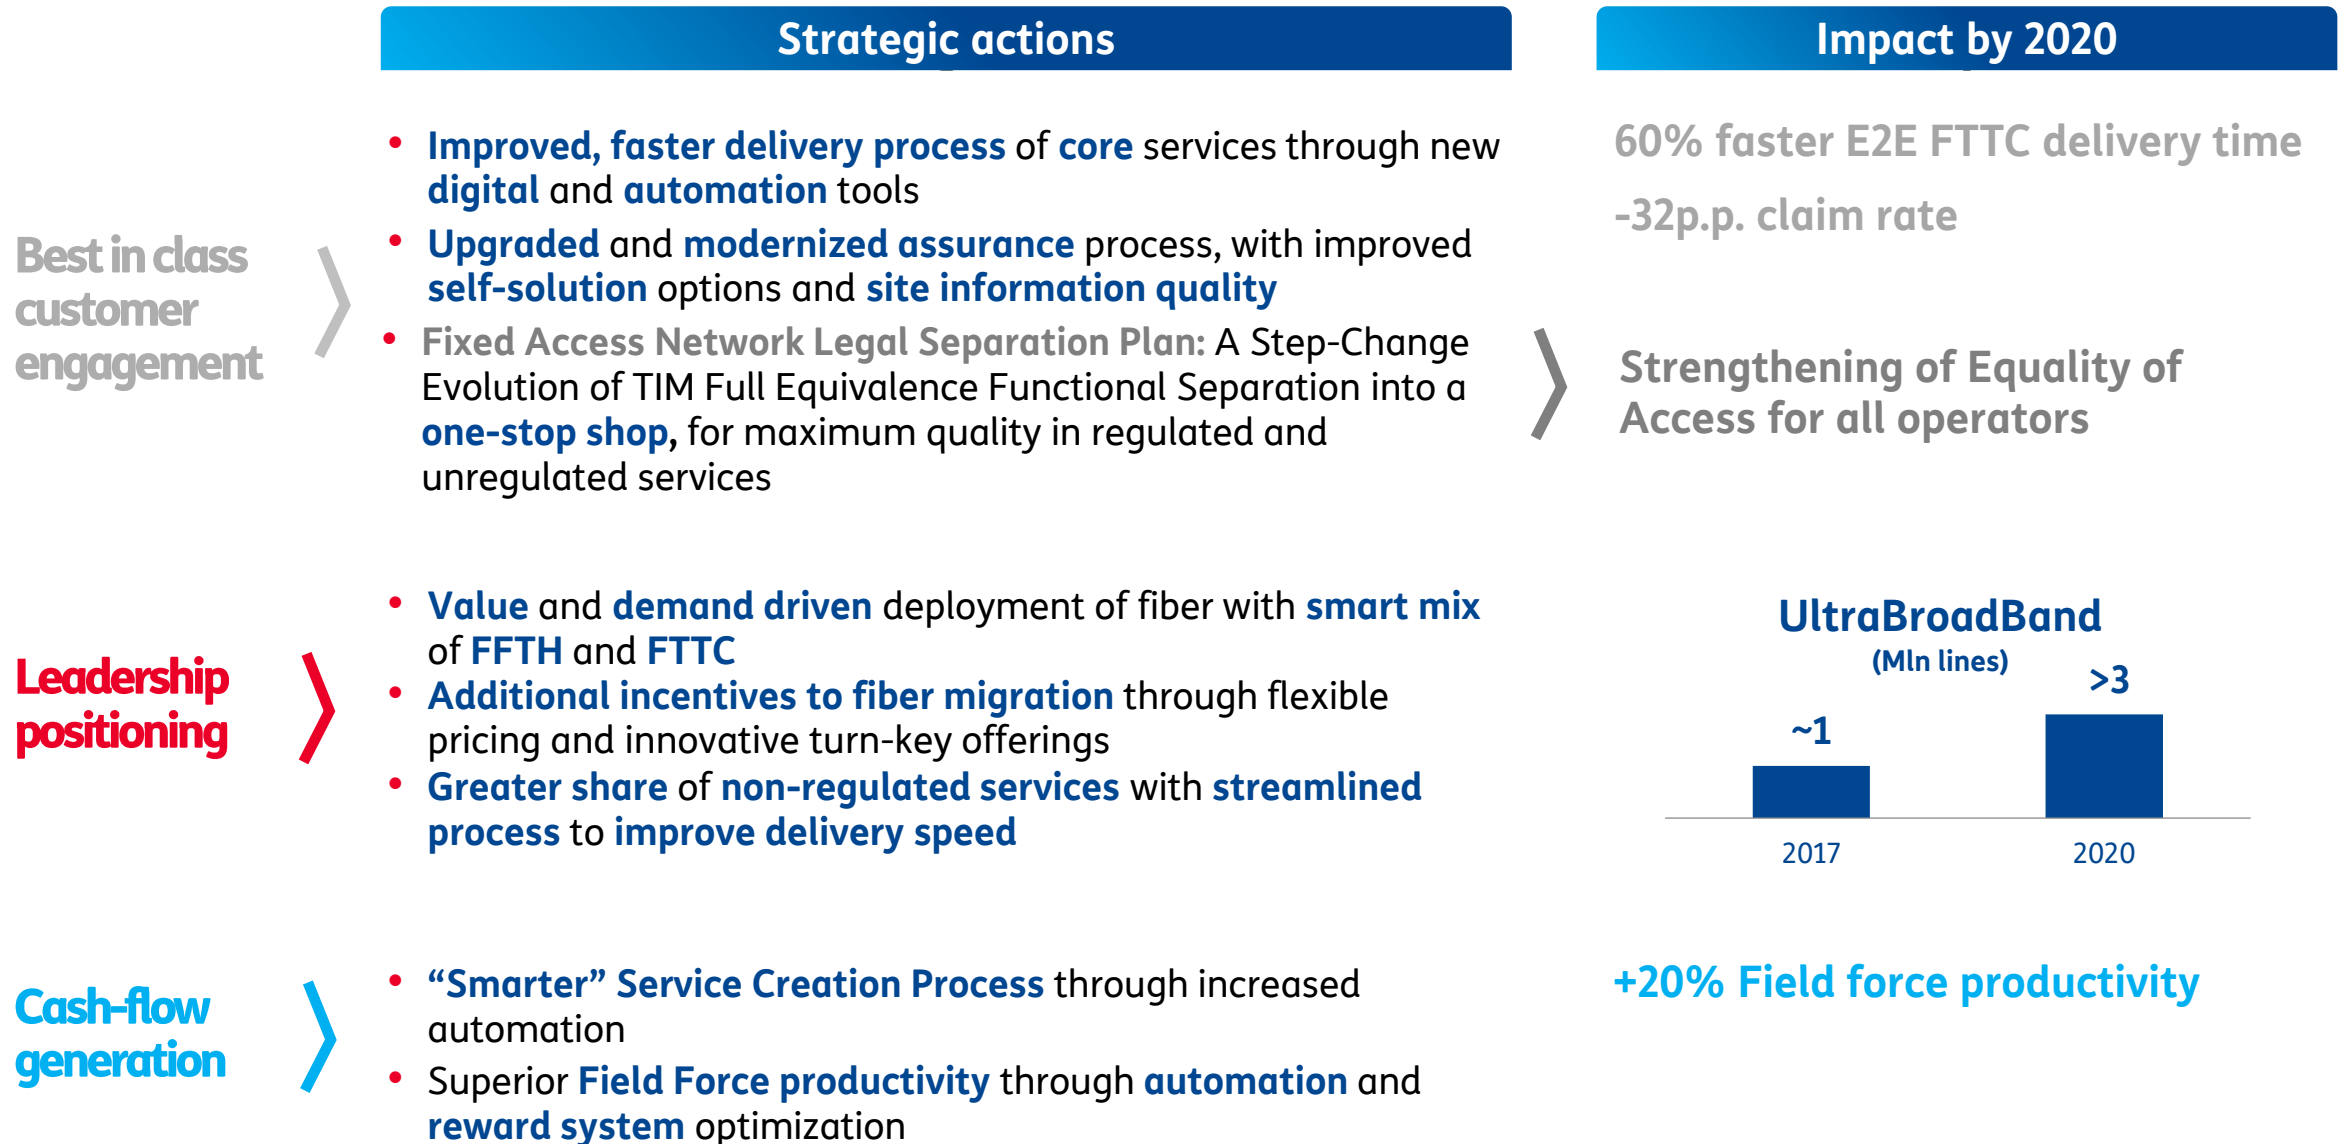 Strategic actions
Impact by 2020
Best in class
customer
engagement
• Improved, faster delivery process of core services through new
digital and automation tools
• Upgraded and modernized assurance process, with improved
self-solution options and site information quality
• Fixed Access Network Legal Separation Plan: A Step-Change
Evolution of TIM Full Equivalence Functional Separation into a
one-stop shop, for maximum quality in regulated and
unregulated services
60% faster E2E FTTC delivery time
-32p.p. claim rate
Strengthening of Equality of
Access for all operators
Leadership
positioning
• Value and demand driven deployment of fiber with smart mix
of FFTH and FTTC
• Additional incentives to fiber migration through flexible
pricing and innovative turn-key offerings
• Greater share of non-regulated services with streamlined
process to improve delivery speed
UltraBroadBand
(Mln lines)
~1
>3
2017
2020
Cash-flow
generation
• “Smarter” Service Creation Process through increased
automation
• Superior Field Force productivity through automation and
reward system optimization
+20% Field force productivity